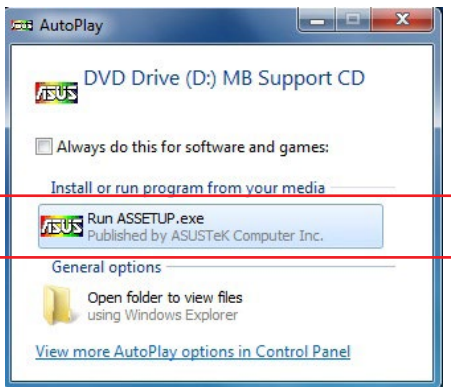 AutoPlay
DVD Drive (D:) MB Support CD
Always do this for software and games:
Install or run program from your media
Run ASSETUP.exe
Published by ASUSTeK Computer Inc.
General options
Open folder to view files
using Windows Explorer
View more AutoPlay options in Control Panel